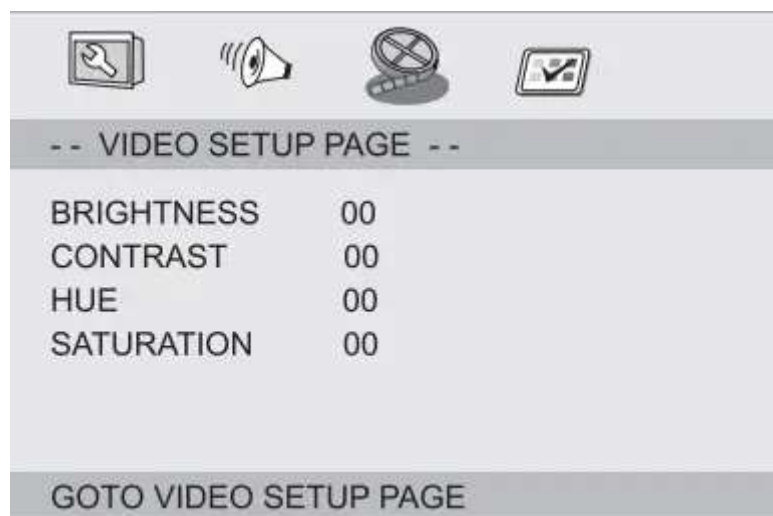 -- VIDEO SETUP PAGE --
BRIGHTNESS 00
CONTRAST 00
HUE 00
SATURATION 00
GOTO VIDEO SETUP PAGE